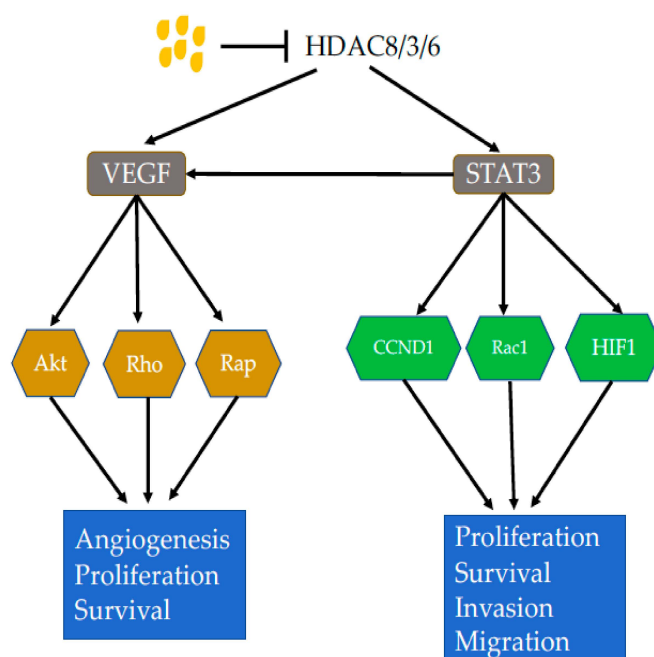 HDAC8/3/6
VEGF
STAT3
Akt
Rho
Rap
CCND1
Rac1
HIF1
Angiogenesis
Proliferation
Survival
Proliferation
Survival
Invasion
Migration